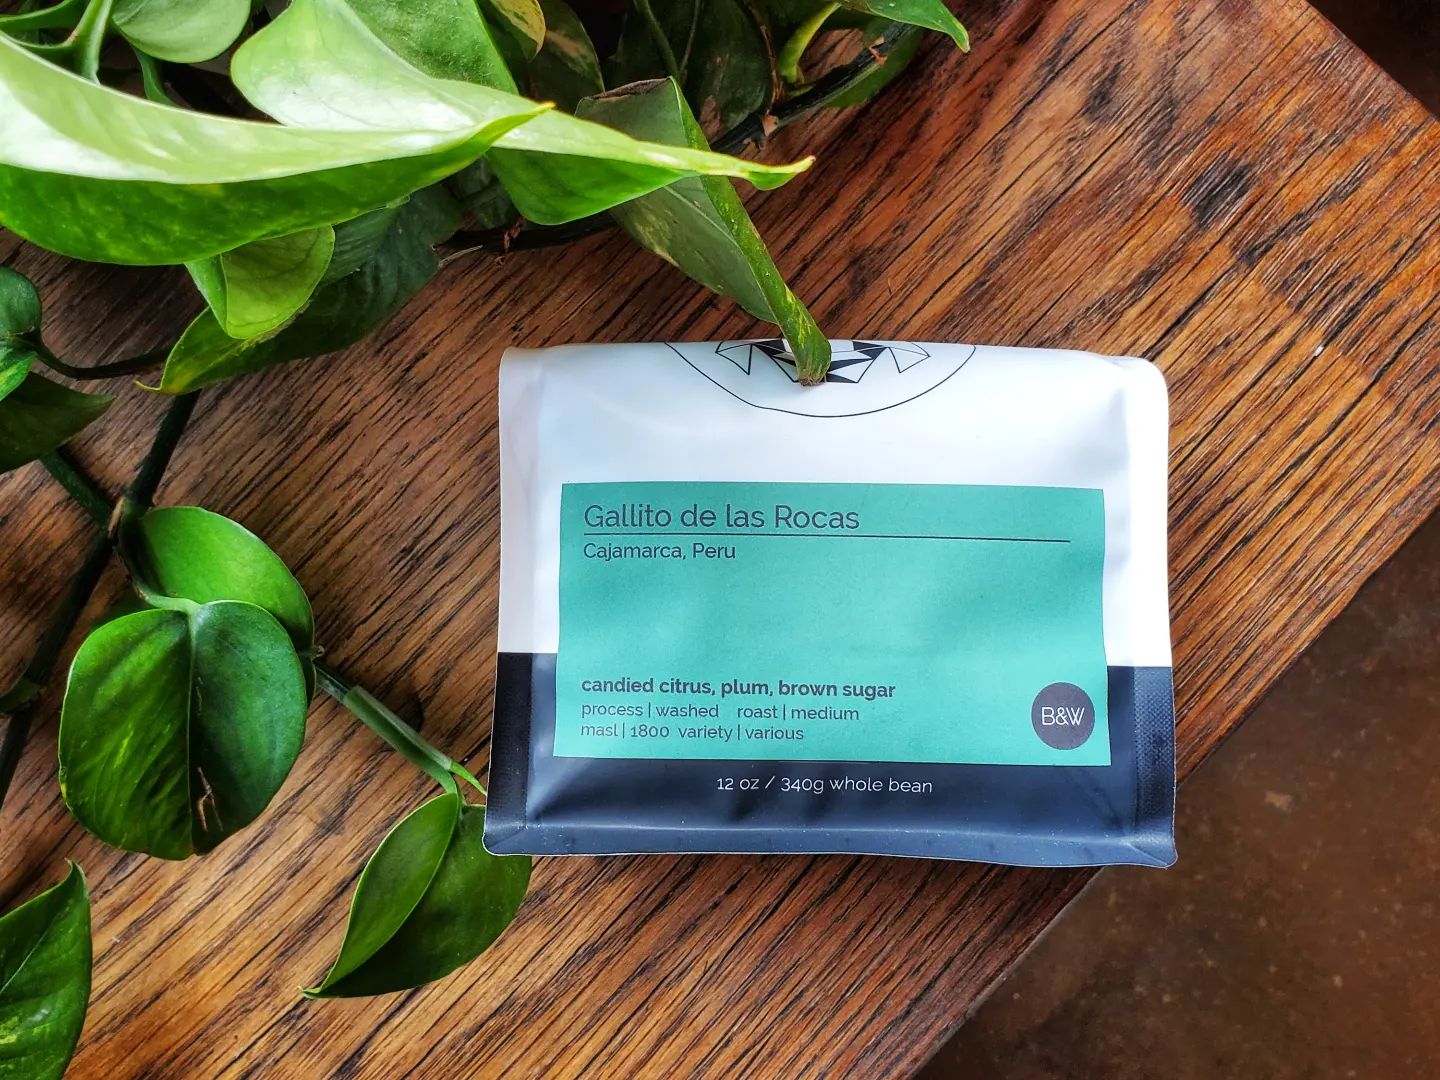 Gallito de las Rocas
Cajamarca, Peru
candied citrus, plum, brown sugar
process | washed roast | medium
masl | 1800 variety | various
B&W
12 oz / 340g whole bean